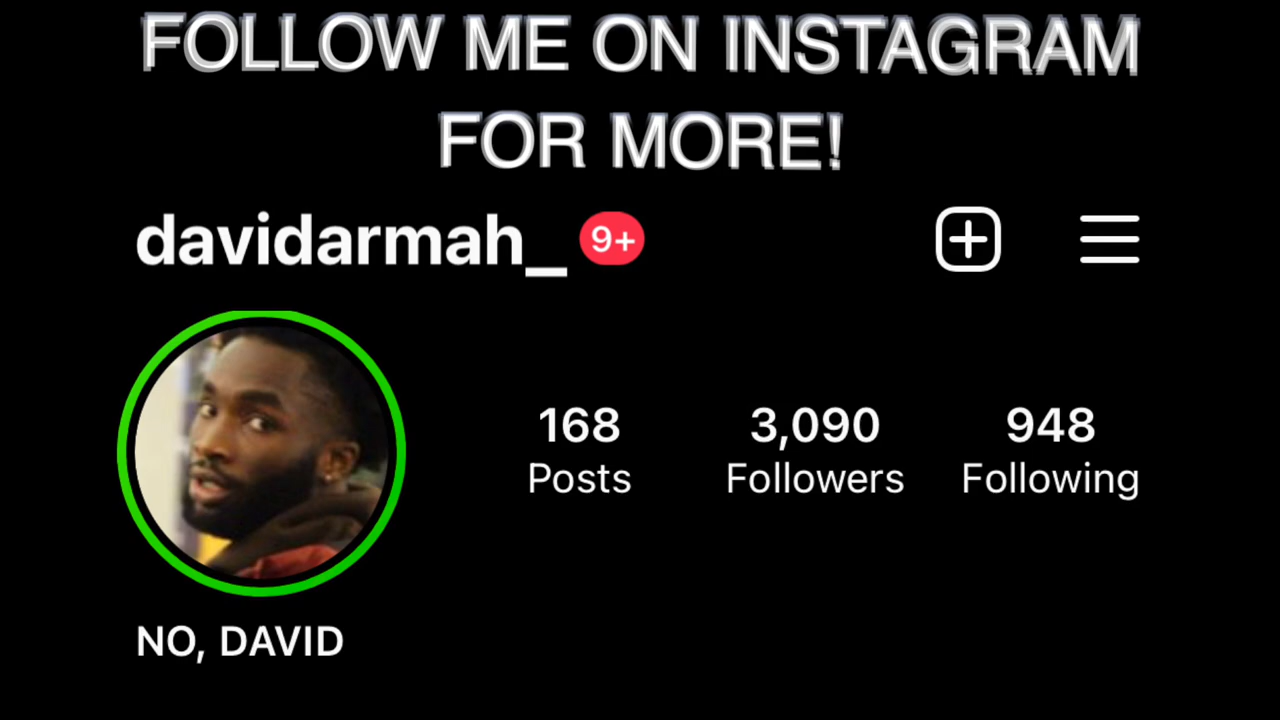 FOLLOW ME ON INSTAGRAM
FOR MORE!
davidarmah_ 9+
168 3,090 948
Posts Followers Following
NO, DAVID